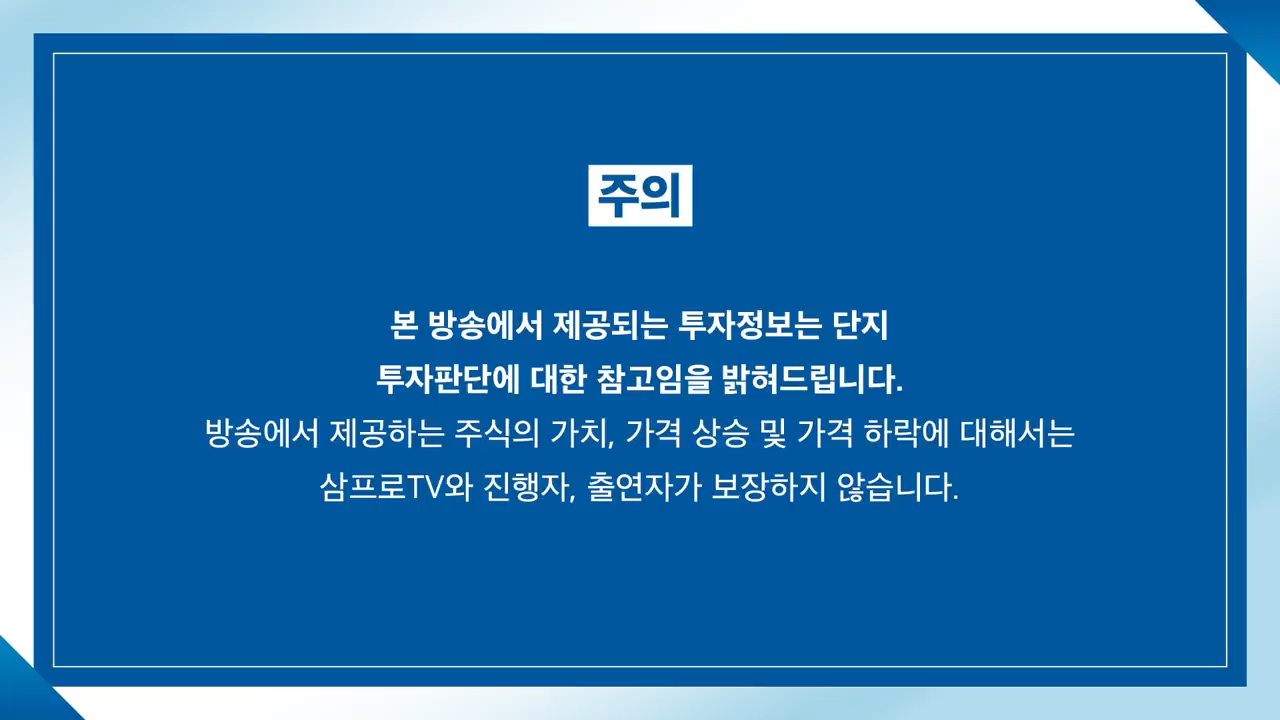 주의
본 방송에서 제공되는 투자정보는 단지
투자판단에 대한 참고임을 밝혀드립니다.
방송에서 제공하는 주식의 가치, 가격 상승 및 가격 하락에 대해서는
삼프로TV와 진행자, 출연자가 보장하지 않습니다.